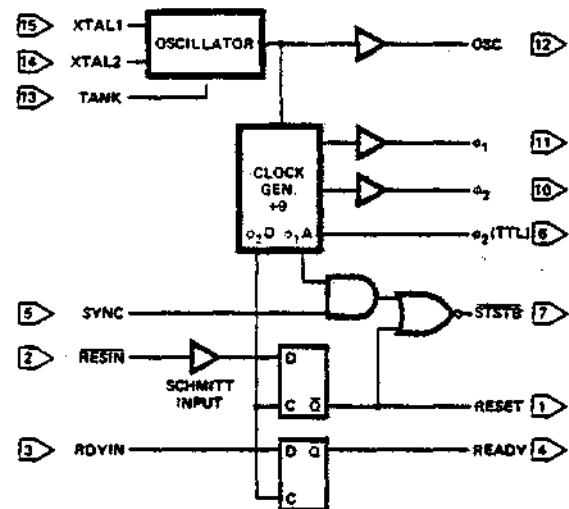 15 XTAL1
OSCILLATOR
OSC 12
14 XTAL2
13 TANK
CLOCK
GEN.
÷9
ϕ1 11
ϕ2 10
ϕ2D ϕ1A
ϕ2 (TTL) 6
5 SYNC
STSTB 7
2 RESIN
SCHMITT
INPUT
D
C Q
RESET 1
3 RDYIN
D Q
READY 4
C